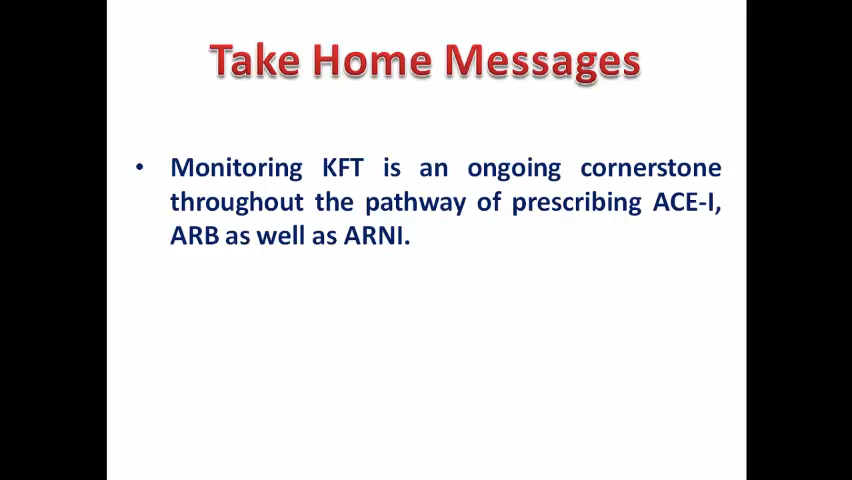 Take Home Messages
• Monitoring KFT is an ongoing cornerstone
throughout the pathway of prescribing ACE-I,
ARB as well as ARNI.